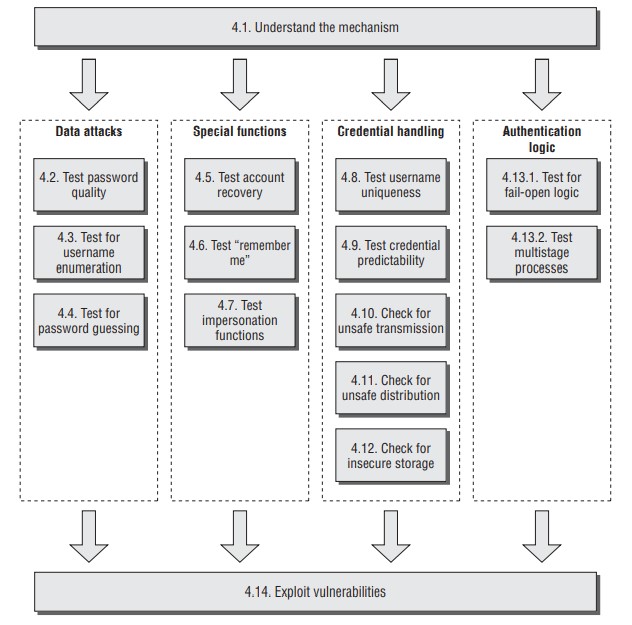 4.1. Understand the mechanism
Data attacks
4.2. Test password
quality
4.3. Test for
username
enumeration
4.4. Test for
password guessing
Special functions
4.5. Test account
recovery
4.6. Test “remember
me”
4.7. Test
impersonation
functions
Credential handling
4.8. Test username
uniqueness
4.9. Test credential
predictability
4.10. Check for
unsafe transmission
4.11. Check for
unsafe distribution
4.12. Check for
insecure storage
Authentication
logic
4.13.1. Test for
fail-open logic
4.13.2. Test
multistage
processes
4.14. Exploit vulnerabilities